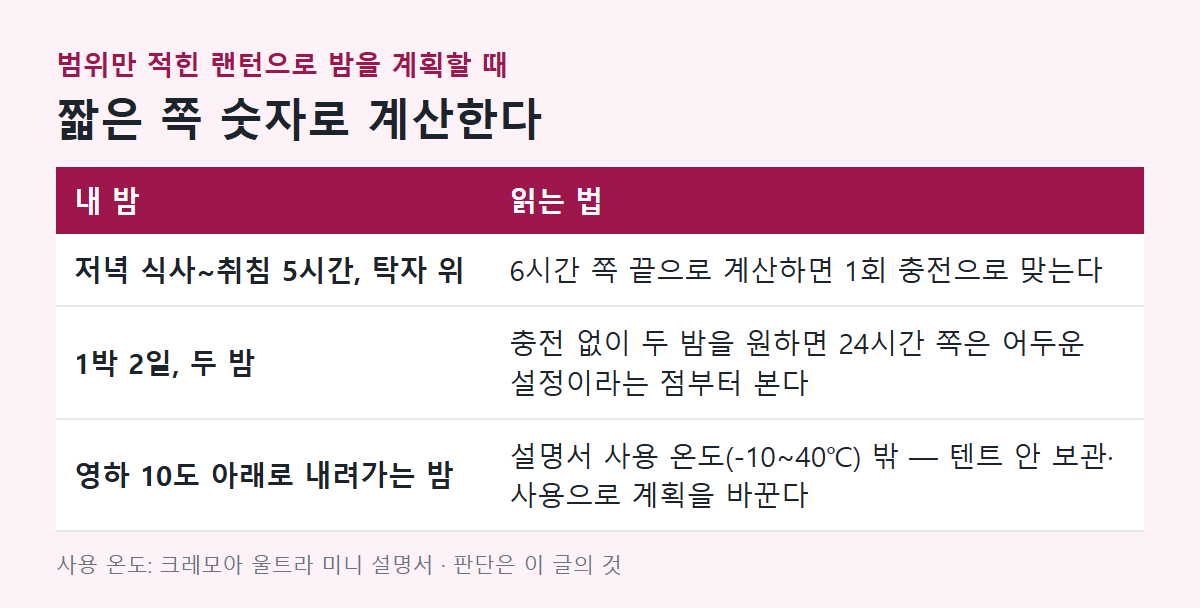 범위만 적힌 랜턴으로 밤을 계획할 때
짧은 쪽 숫자로 계산한다
내 밤
읽는 법
저녁 식사~취침 5시간, 탁자 위
6시간 쪽 끝으로 계산하면 1회 충전으로 맞는다
1박 2일, 두 밤
충전 없이 두 밤을 원하면 24시간 쪽은 어두운
설정이라는 점부터 본다
영하 10도 아래로 내려가는 밤
설명서 사용 온도(-10~40℃) 밖 — 텐트 안 보관·
사용으로 계획을 바꾼다
사용 온도: 크레모아 울트라 미니 설명서 · 판단은 이 글의 것